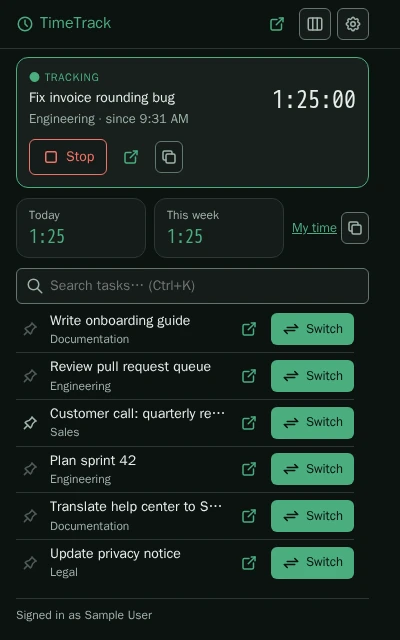 TimeTrack
TRACKING
Fix invoice rounding bug
1:25:00
Engineering · since 9:31 AM
Stop
Today
1:25
This week
1:25
My time
Search tasks··· (Ctrl+K)
Write onboarding guide
Documentation
Switch
Review pull request queue
Engineering
Switch
Customer call: quarterly re···
Sales
Switch
Plan sprint 42
Engineering
Switch
Translate help center to S···
Documentation
Switch
Update privacy notice
Legal
Switch
Signed in as Sample User